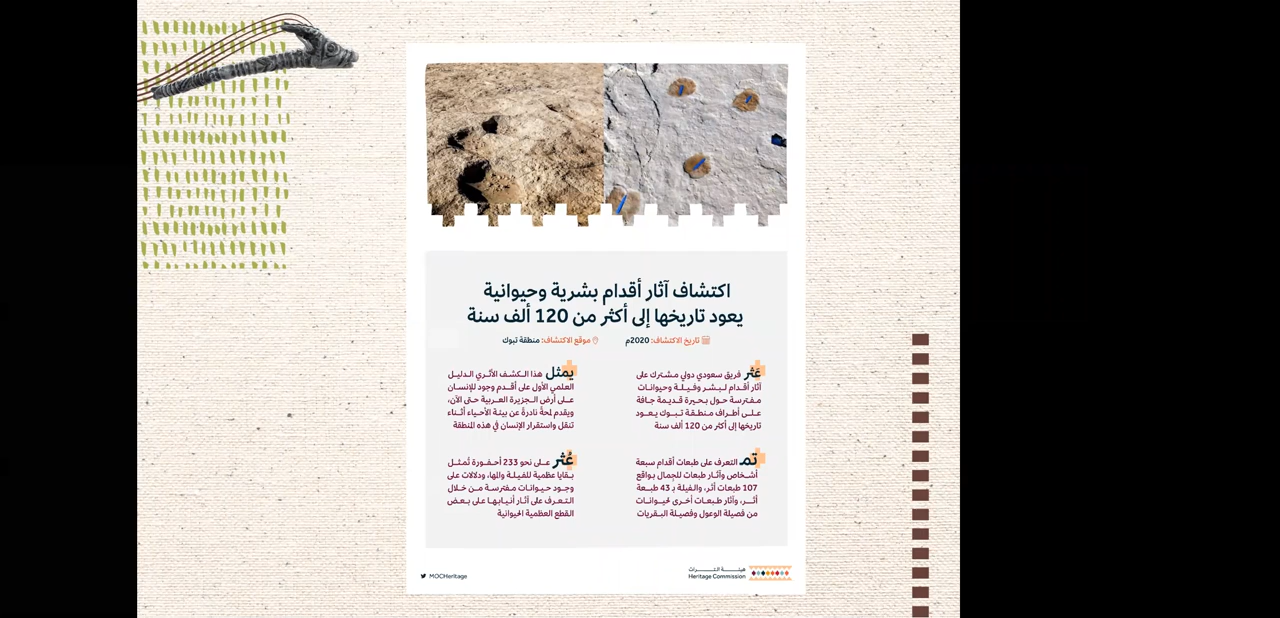 اكتشاف آثار أقدام بشرية وحيوانية
يعود تاريخها إلى أكثر من 120 ألف سنة
تاريخ الاكتشاف: 2020م
موقع الاكتشاف: منطقة تبوك
عُثر فريق سعودي دولي مشترك على
آثار أقدام لبشر وفيلة وحيوانات
مفترسة حول بحيرة قديمة جافة
على أطراف منطقة تبوك يعود
تاريخها إلى أكثر من 120 ألف سنة
يمثل هذا الكشف الأثري الدليل
العلمي الأول على أقدم وجود للإنسان
على أرض الجزيرة العربية حتى الآن،
ويقدم لمحةً نادرةً عن بيئة الأحياء أثناء
تنقل واستقرار الإنسان في هذه المنطقة
تم التعرف على طبعات أقدام سبعة
أشخاص وآثار طبعات للجمال بواقع
107 طبعات أثر، والفيلة بـ 43 طبعة
أثر، وآثار طبعات أخرى لحيوانات
من فصيلة الوعول وفصيلة البقريات
عُثر على نحو 233 أحفورة تمثل
بقايا عظمية للفيلة والمها، ودلالات على
وجود حيوانات مفترسة من خلال
التعرف على آثار أنيابها على بعض
القطع العظمية الحيوانية
هيئة التراث
Heritage Commission
MOCHeritage